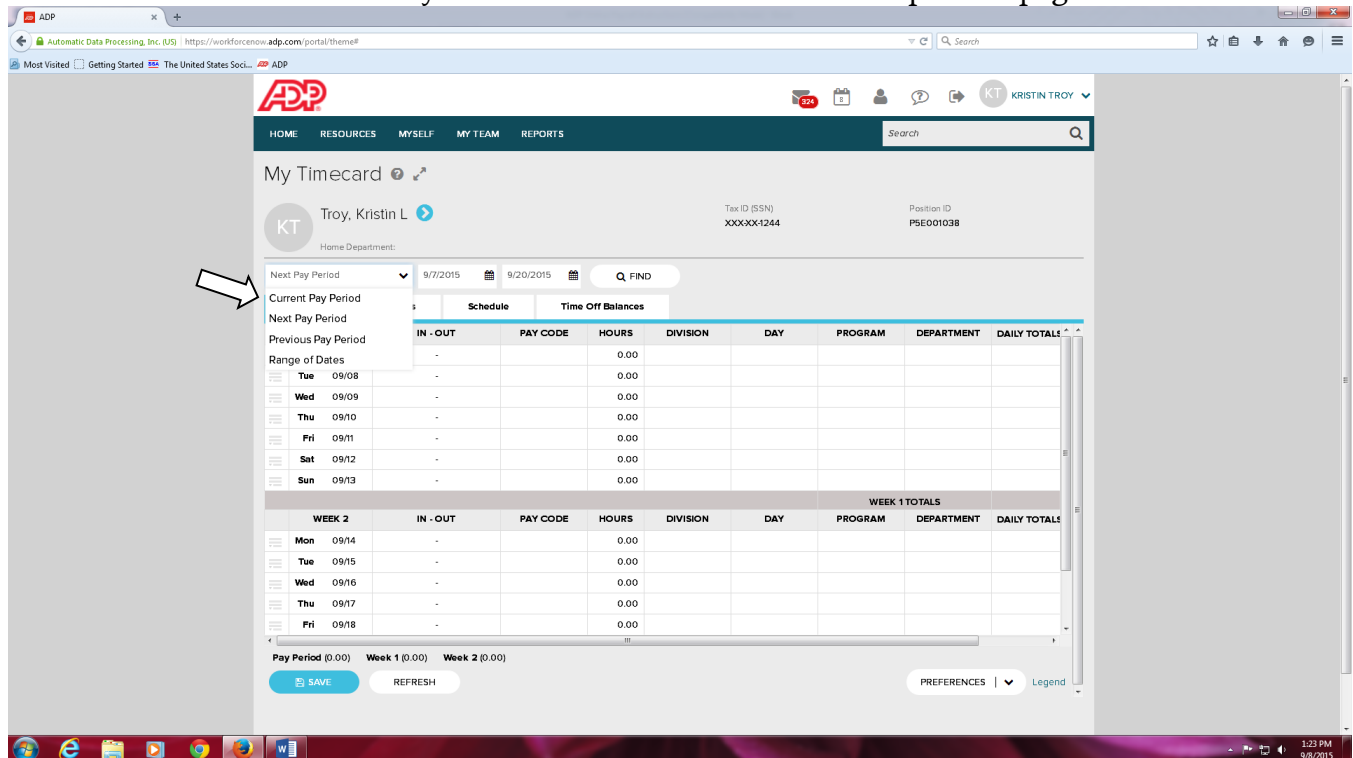 ADP × +
Automatic Data Processing, Inc. (US) https://workforcenow.adp.com/portal/theme# Search
Most Visited Getting Started SSA The United States Soci... ADP ADP
ADP 324 8 KT KRISTIN TROY
HOME RESOURCES MYSELF MY TEAM REPORTS Search
My Timecard
KT Troy, Kristin L Tax ID (SSN) Position ID
XXX-XX-1244 P5E001038
Home Department:
Next Pay Period 9/7/2015 9/20/2015 FIND
Current Pay Period
s Schedule Time Off Balances
Next Pay Period
Previous Pay Period
IN - OUT PAY CODE HOURS DIVISION DAY PROGRAM DEPARTMENT DAILY TOTALS
Range of Dates - 0.00
Tue 09/08 - 0.00
Wed 09/09 - 0.00
Thu 09/10 - 0.00
Fri 09/11 - 0.00
Sat 09/12 - 0.00
Sun 09/13 - 0.00
WEEK 1 TOTALS
WEEK 2 IN - OUT PAY CODE HOURS DIVISION DAY PROGRAM DEPARTMENT DAILY TOTALS
Mon 09/14 - 0.00
Tue 09/15 - 0.00
Wed 09/16 - 0.00
Thu 09/17 - 0.00
Fri 09/18 - 0.00
Pay Period (0.00) Week 1 (0.00) Week 2 (0.00)
SAVE REFRESH PREFERENCES | Legend
1:23 PM
9/8/2015